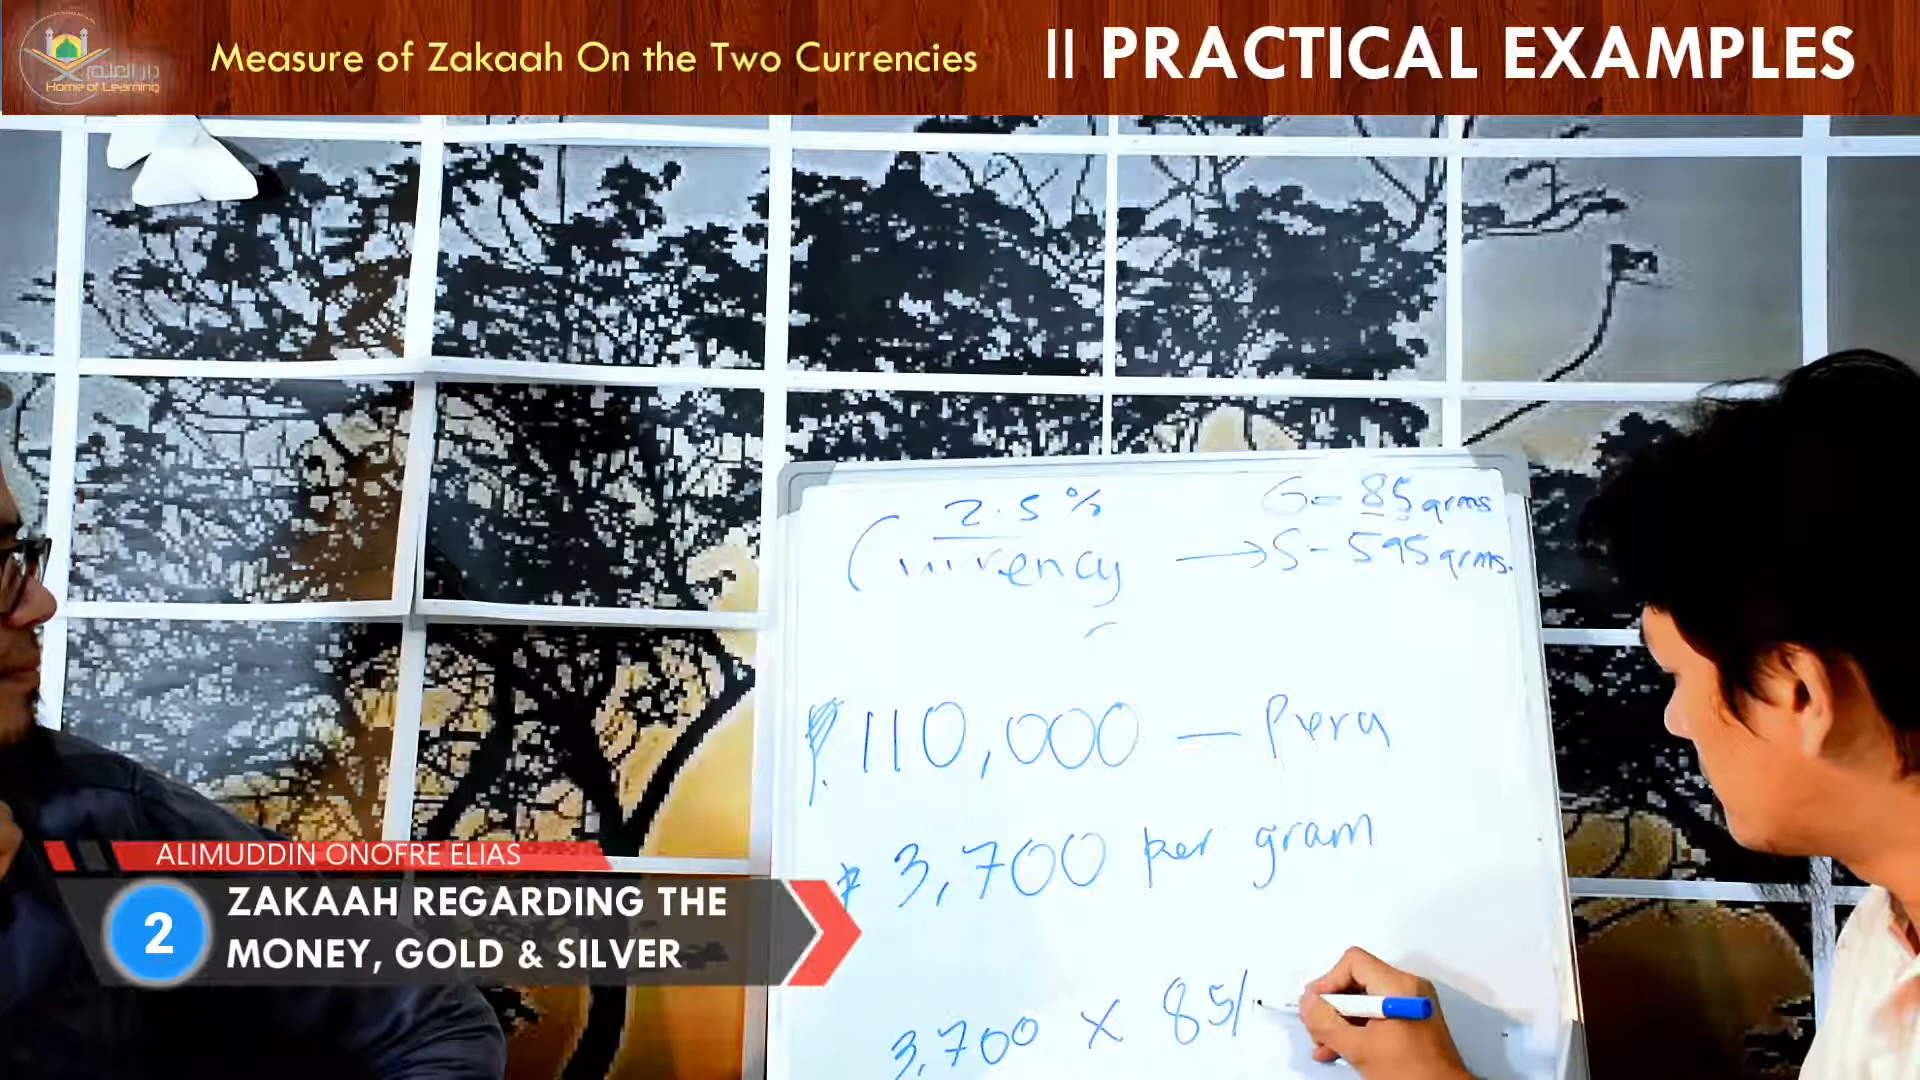 Measure of Zakaah On the Two Currencies || PRACTICAL EXAMPLES
دار العلم
Home of Learning
2.5% G = 85 grms
Currency → S - 595 grms.
₱110,000 — Pera
₱ 3,700 per gram
3,700 x 85/
ALIMUDDIN ONOFRE ELIAS
2
ZAKAAH REGARDING THE
MONEY, GOLD & SILVER